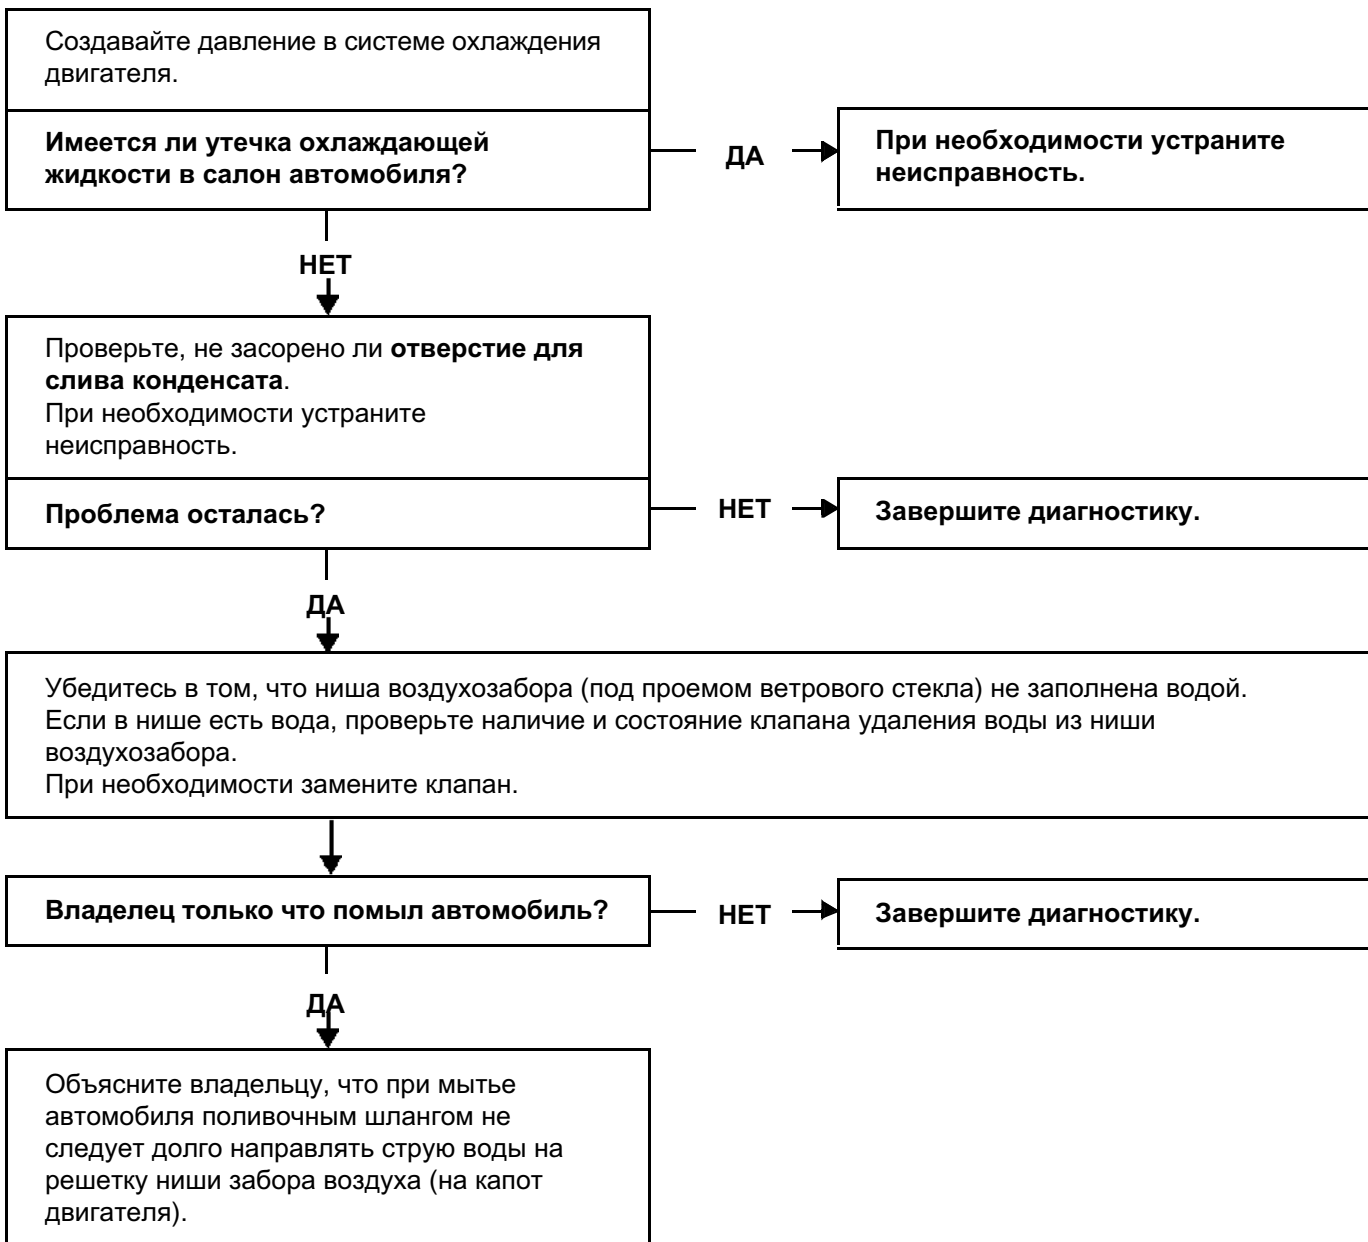 Создавайте давление в системе охлаждения
двигателя.
Имеется ли утечка охлаждающей
жидкости в салон автомобиля?
ДА
При необходимости устраните
неисправность.
НЕТ
Проверьте, не засорено ли отверстие для
слива конденсата.
При необходимости устраните
неисправность.
Проблема осталась?
НЕТ
Завершите диагностику.
ДА
Убедитесь в том, что ниша воздухозабора (под проемом ветрового стекла) не заполнена водой.
Если в нише есть вода, проверьте наличие и состояние клапана удаления воды из ниши
воздухозабора.
При необходимости замените клапан.
Владелец только что помыл автомобиль?
НЕТ
Завершите диагностику.
ДА
Объясните владельцу, что при мытье
автомобиля поливочным шлангом не
следует долго направлять струю воды на
решетку ниши забора воздуха (на капот
двигателя).